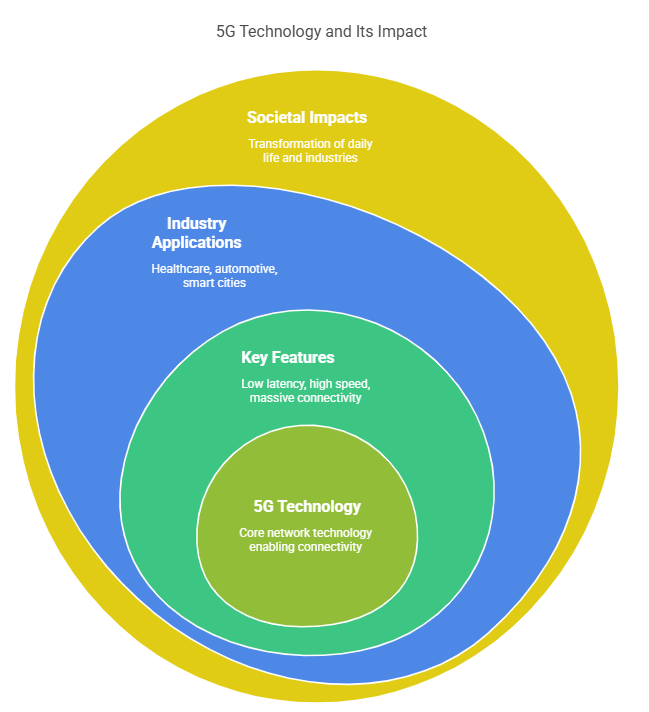 5G Technology and Its Impact
Societal Impacts
Transformation of daily
life and industries
Industry
Applications
Healthcare, automotive,
smart cities
Key Features
Low latency, high speed,
massive connectivity
5G Technology
Core network technology
enabling connectivity